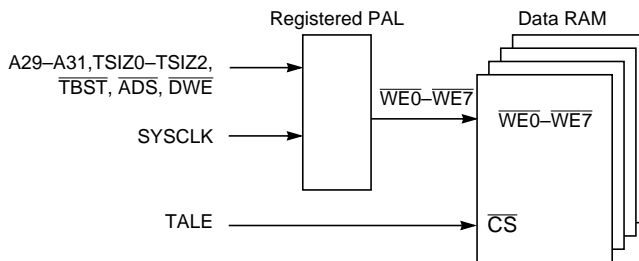 Registered PAL
Data RAM
A29–A31,TSIZ0–TSIZ2,
TBST, ADS, DWE
WE0–WE7
WE0–WE7
SYSCLK
TALE
CS